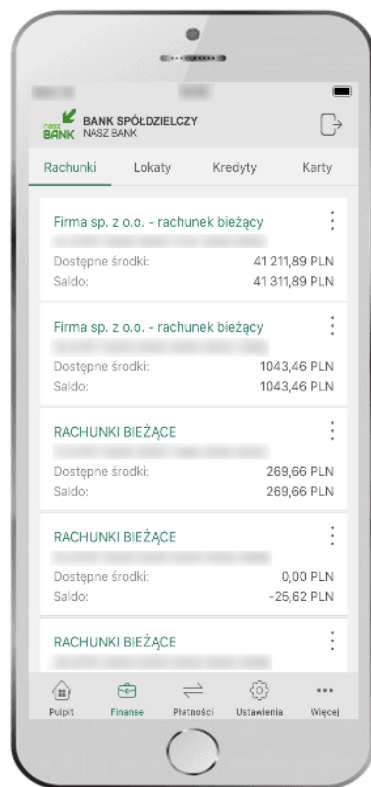 nasz
BANK
BANK SPÓŁDZIELCZY
NASZ BANK
Rachunki Lokaty Kredyty Karty
Firma sp. z o.o. - rachunek bieżący
Dostępne środki: 41 211,89 PLN
Saldo: 41 311,89 PLN
Firma sp. z o.o. - rachunek bieżący
Dostępne środki: 1043,46 PLN
Saldo: 1043,46 PLN
RACHUNKI BIEŻĄCE
Dostępne środki: 269,66 PLN
Saldo: 269,66 PLN
RACHUNKI BIEŻĄCE
Dostępne środki: 0,00 PLN
Saldo: -25,62 PLN
RACHUNKI BIEŻĄCE
Pulpit Finanse Płatności Ustawienia Więcej